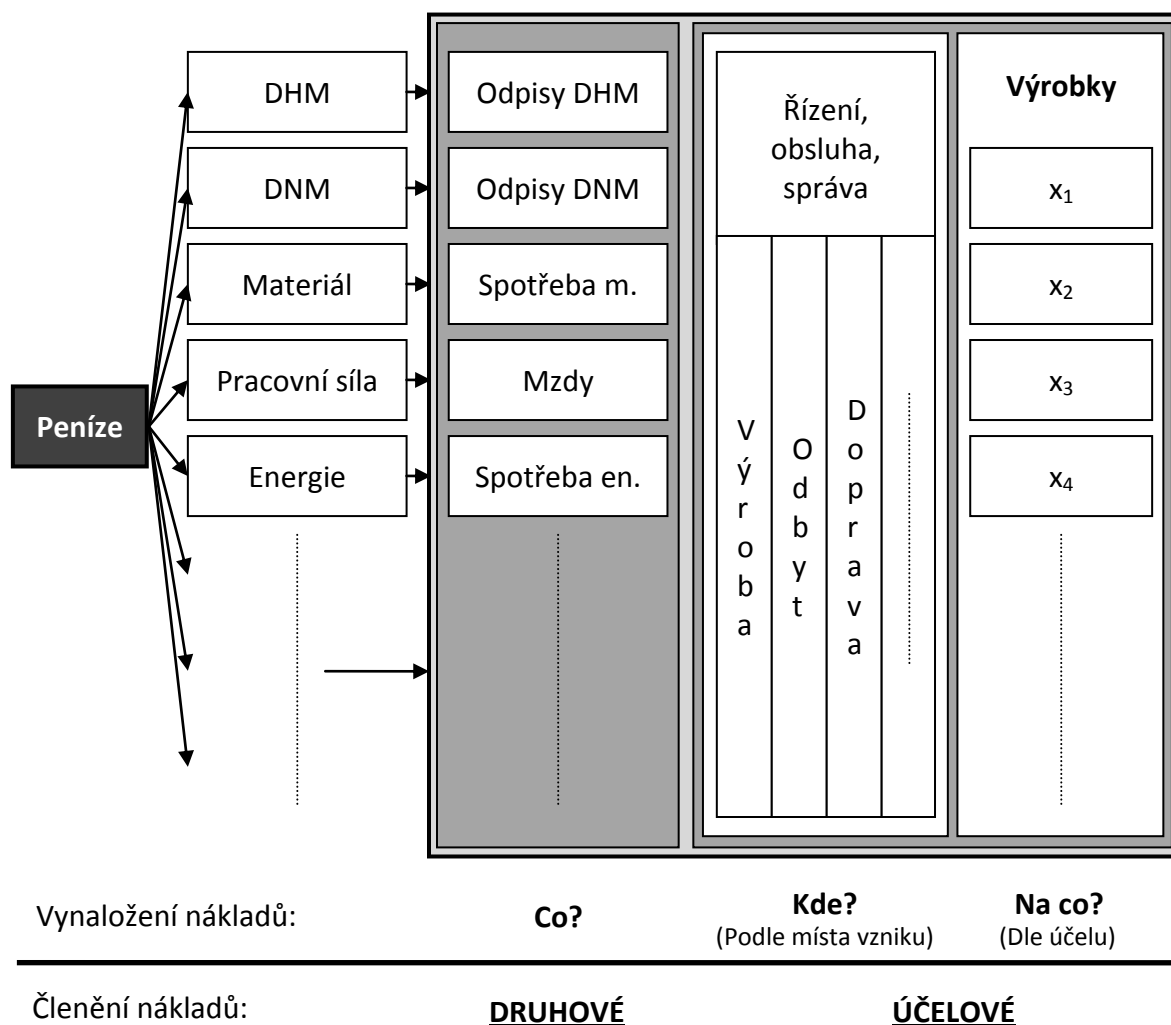 Peníze
DHM
DNM
Materiál
Pracovní síla
Energie
Odpisy DHM
Odpisy DNM
Spotřeba m.
Mzdy
Spotřeba en.
Řízení,
obsluha,
správa
Výroba
Odbyt
Doprava
Výrobky
x₁
x₂
x₃
x₄
Vynaložení nákladů: Co? Kde? Na co?
(Podle místa vzniku) (Dle účelu)
Členění nákladů: DRUHOVÉ ÚČELOVÉ